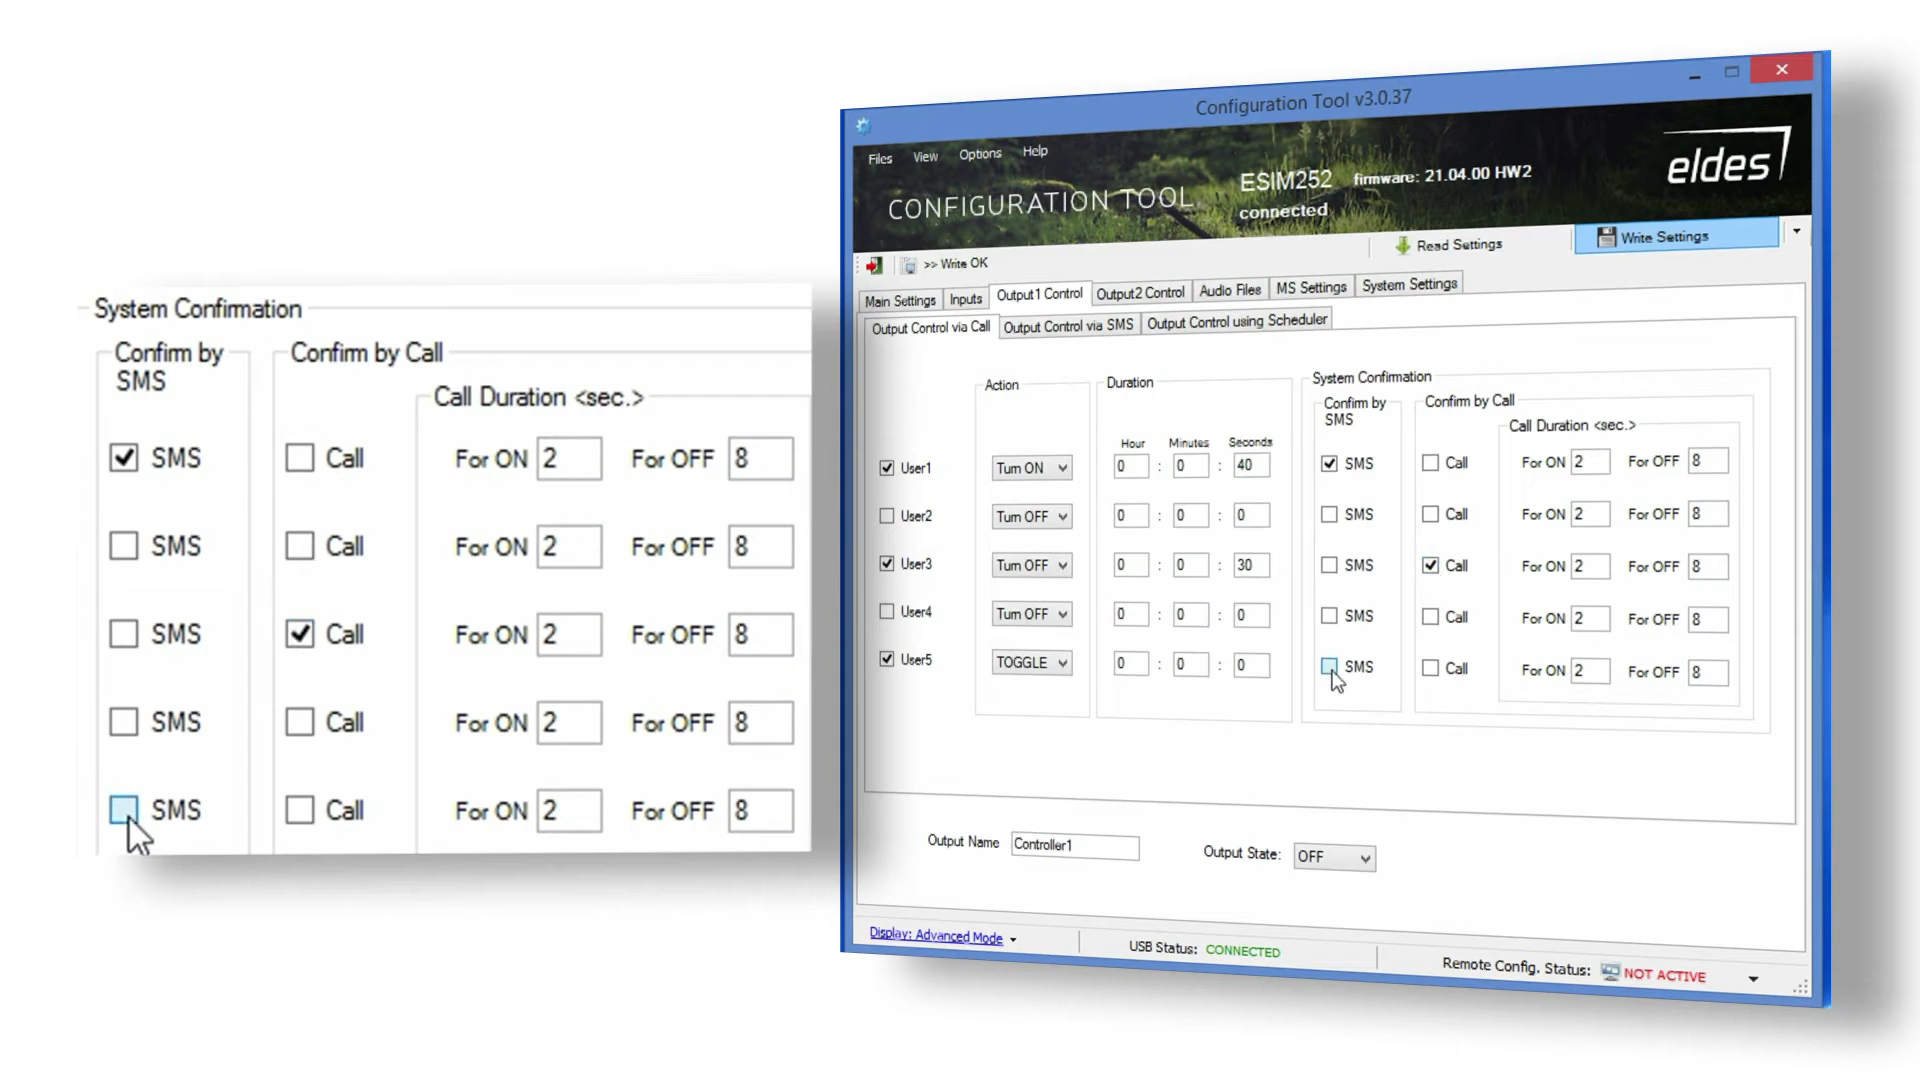 System Confirmation
Confirm by SMS
Confirm by Call
Call Duration <sec.>
SMS Call For ON 2 For OFF 8
SMS Call For ON 2 For OFF 8
SMS Call For ON 2 For OFF 8
SMS Call For ON 2 For OFF 8
SMS Call For ON 2 For OFF 8
Configuration Tool v3.0.37
Files View Options Help
CONFIGURATION TOOL
ESIM252 firmware: 21.04.00 HW2
connected
eldes
>> Write OK
Read Settings
Write Settings
Main Settings Inputs Output1 Control Output2 Control Audio Files MS Settings System Settings
Output Control via Call Output Control via SMS Output Control using Scheduler
Action Duration System Confirmation
Confirm by SMS
Confirm by Call
Call Duration <sec.>
Hour Minutes Seconds
User1 Turn ON 0 : 0 : 40 SMS Call For ON 2 For OFF 8
User2 Turn OFF 0 : 0 : 0 SMS Call For ON 2 For OFF 8
User3 Turn OFF 0 : 0 : 30 SMS Call For ON 2 For OFF 8
User4 Turn OFF 0 : 0 : 0 SMS Call For ON 2 For OFF 8
User5 TOGGLE 0 : 0 : 0 SMS Call For ON 2 For OFF 8
Output Name Controller1 Output State: OFF
Display: Advanced Mode USB Status: CONNECTED Remote Config. Status: NOT ACTIVE